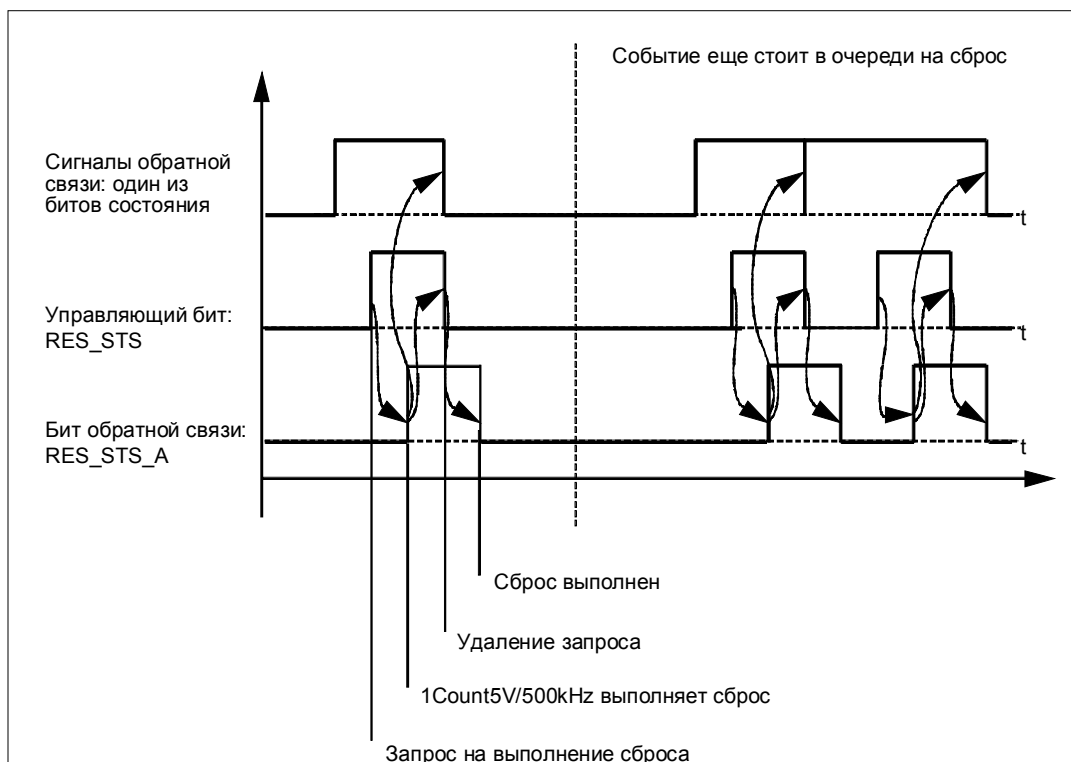 Событие еще стоит в очереди на сброс
Сигналы обратной
связи: один из
битов состояния
t
Управляющий бит:
RES_STS
t
Бит обратной связи:
RES_STS_A
t
Сброс выполнен
Удаление запроса
1Count5V/500kHz выполняет сброс
Запрос на выполнение сброса